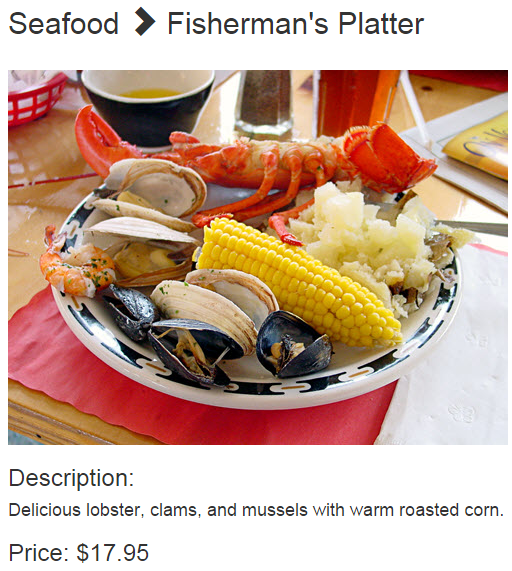 Seafood > Fisherman's Platter
Description:
Delicious lobster, clams, and mussels with warm roasted corn.
Price: $17.95